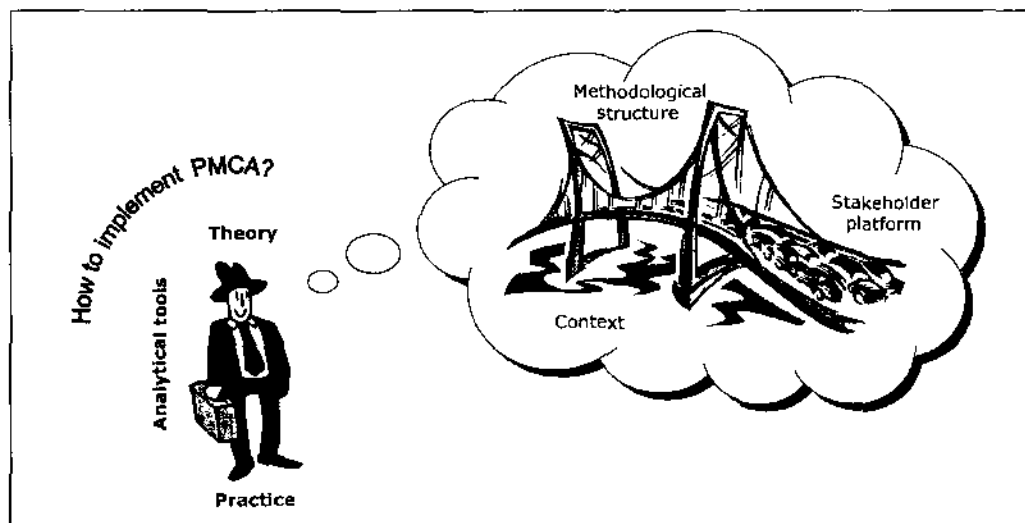 How to implement PMCA?
Theory
Analytical tools
Practice
Methodological
structure
Stakeholder
platform
Context